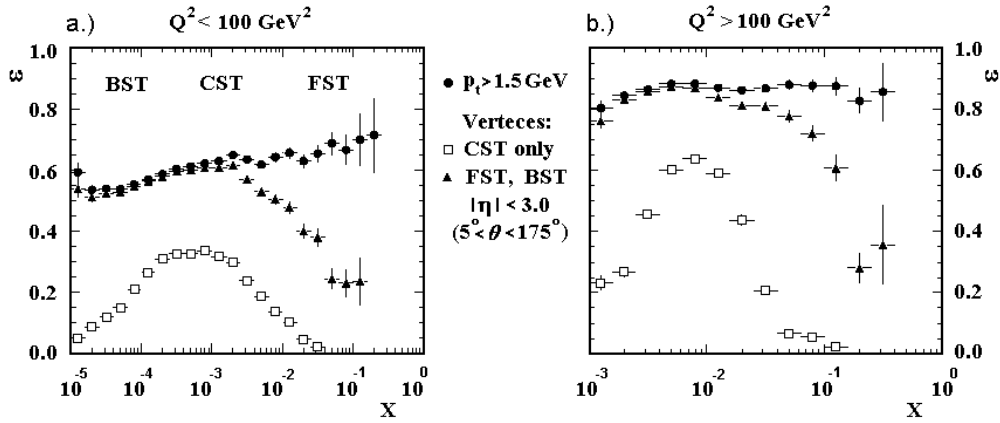 a.) Q² < 100 GeV²
b.) Q² > 100 GeV²
ε
1.0
0.8
0.6
0.4
0.2
0.0
BST CST FST
10⁻⁵ 10⁻⁴ 10⁻³ 10⁻² 10⁻¹ 10⁰
X
● pₜ>1.5 GeV
Verteces:
□ CST only
▲ FST, BST
|η| < 3.0
(5°<θ<175°)
10⁻³ 10⁻² 10⁻¹ 10⁰
X
1.0
ε
0.8
0.6
0.4
0.2
0.0